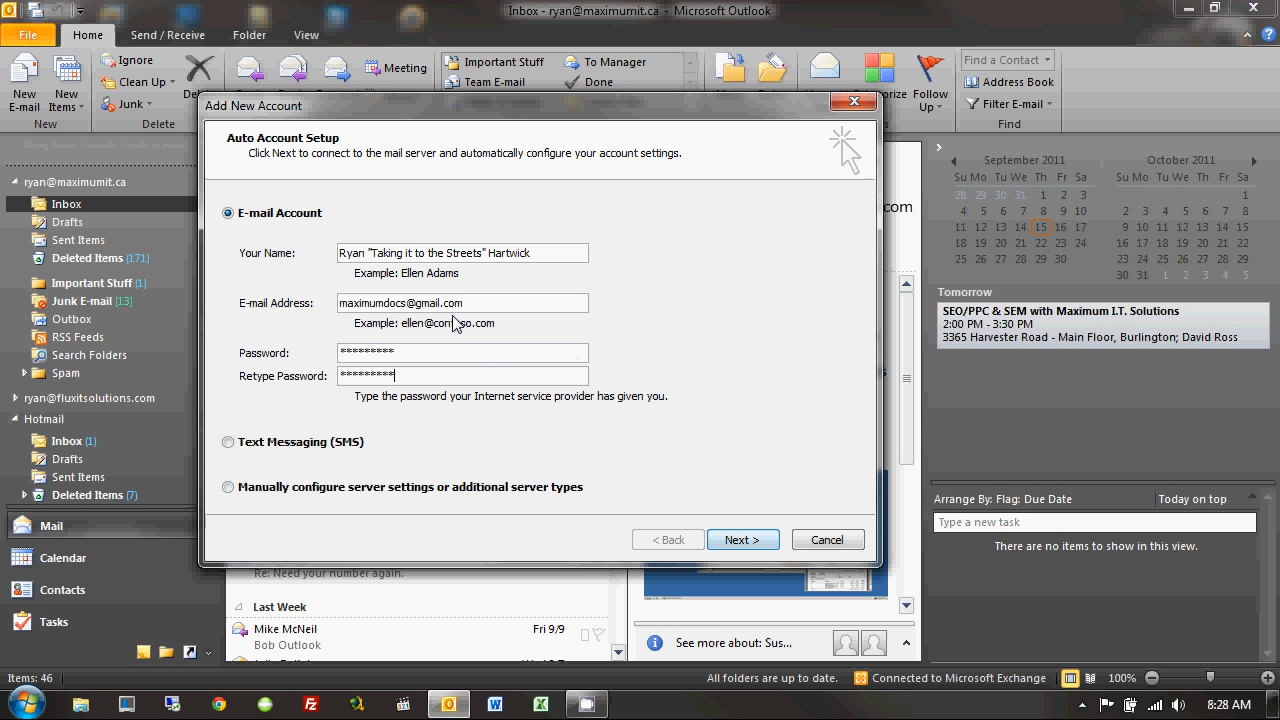 Inbox - ryan@maximumit.ca - Microsoft Outlook
File Home Send / Receive Folder View
Ignore
Clean Up
Junk
New E-mail
New Items
Meeting
Important Stuff
To Manager
Team E-mail
Done
Follow Up
Find a Contact
Address Book
Filter E-mail
New
Delete
Find
Add New Account
Auto Account Setup
Click Next to connect to the mail server and automatically configure your account settings.
E-mail Account
Your Name: Ryan "Taking it to the Streets" Hartwick
Example: Ellen Adams
E-mail Address: maximumdocs@gmail.com
Example: ellen@con so.com
Password: *********
Retype Password: *********
Type the password your Internet service provider has given you.
Text Messaging (SMS)
Manually configure server settings or additional server types
< Back Next > Cancel
ryan@maximumit.ca
Inbox
Drafts
Sent Items
Deleted Items (171)
Important Stuff (1)
Junk E-mail [13]
Outbox
RSS Feeds
Search Folders
Spam
ryan@fluxitsolutions.com
Hotmail
Inbox (1)
Drafts
Sent Items
Deleted Items (7)
Mail
Calendar
Contacts
Tasks
Re: Need your number again.
Last Week
Mike McNeil Fri 9/9
Bob Outlook
com
See more about: Sus...
September 2011
Su Mo Tu We Th Fr Sa
28 29 30 31 1 2 3
4 5 6 7 8 9 10
11 12 13 14 15 16 17
18 19 20 21 22 23 24
25 26 27 28 29 30
October 2011
Su Mo Tu We Th Fr Sa
1
2 3 4 5 6 7 8
9 10 11 12 13 14 15
16 17 18 19 20 21 22
23 24 25 26 27 28 29
30 31 1 2 3 4 5
Tomorrow
SEO/PPC & SEM with Maximum I.T. Solutions
2:00 PM - 3:30 PM
3365 Harvester Road - Main Floor, Burlington; David Ross
Arrange By: Flag: Due Date Today on top
Type a new task
There are no items to show in this view.
Items: 46
All folders are up to date.
Connected to Microsoft Exchange
100%
8:28 AM